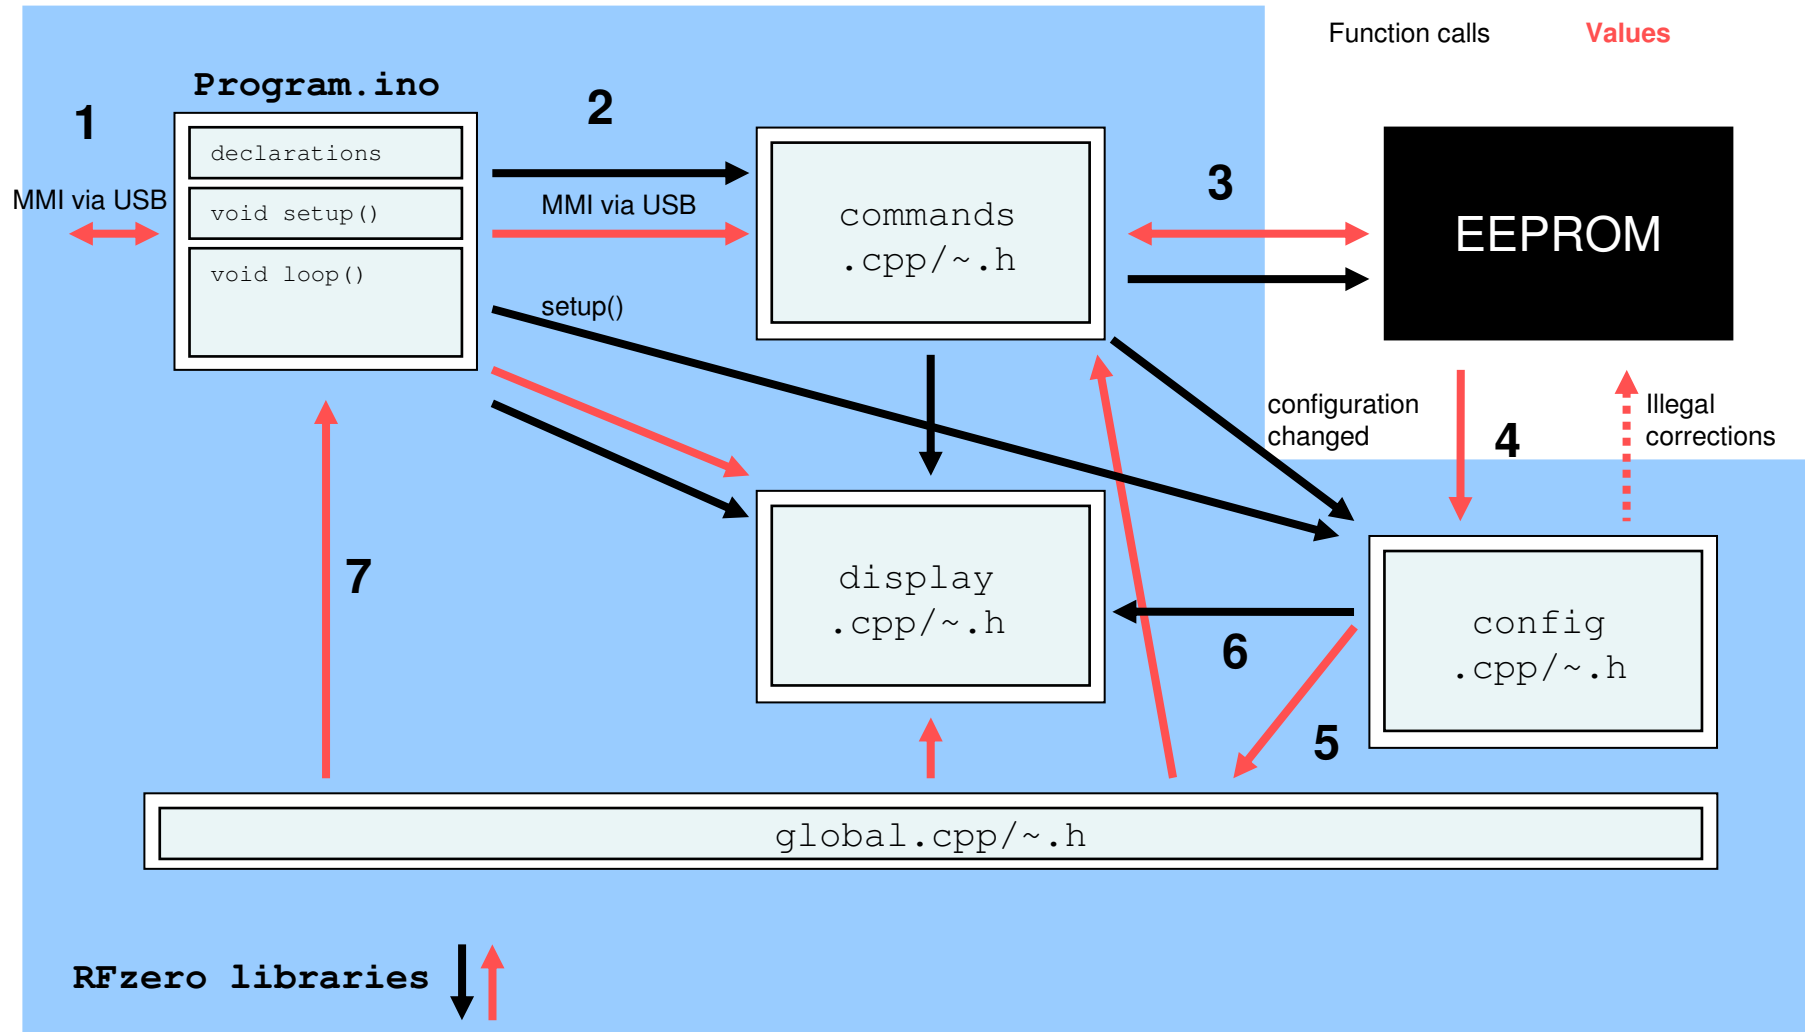 Function calls
Values
Program.ino
1
2
declarations
MMI via USB
void setup()
MMI via USB
void loop()
commands
.cpp/~.h
3
EEPROM
setup()
configuration
changed
4
Illegal
corrections
7
display
.cpp/~.h
6
config
.cpp/~.h
5
global.cpp/~.h
RFzero libraries